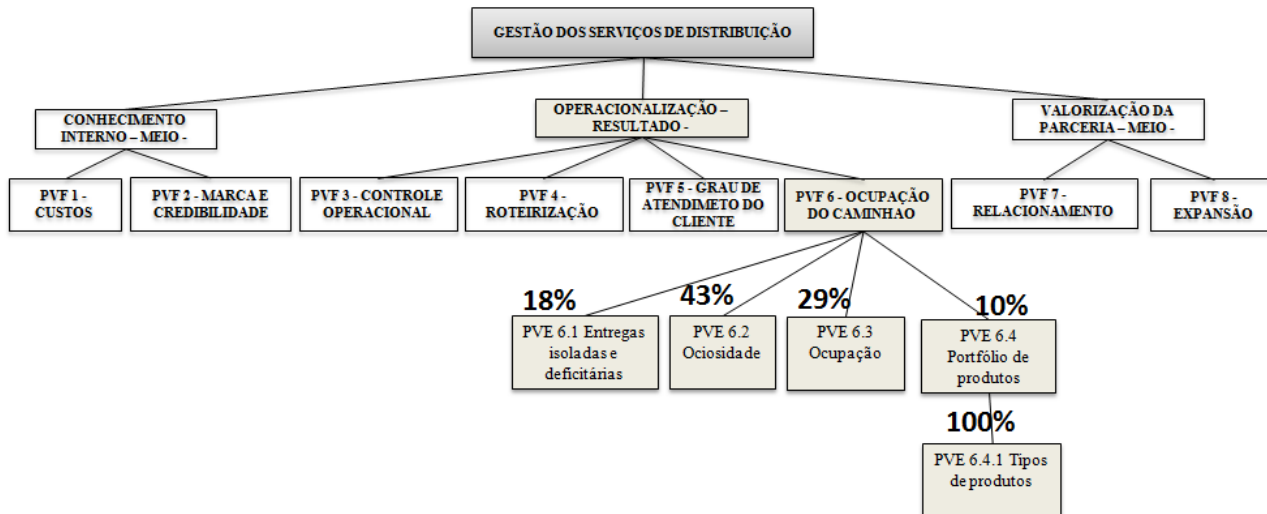 GESTÃO DOS SERVIÇOS DE DISTRIBUIÇÃO
CONHECIMENTO
INTERNO – MEIO -
OPERACIONALIZAÇÃO –
RESULTADO -
VALORIZAÇÃO DA
PARCERIA – MEIO -
PVF 1 -
CUSTOS
PVF 2 - MARCA E
CREDIBILIDADE
PVF 3 - CONTROLE
OPERACIONAL
PVF 4 -
ROTEIRIZAÇÃO
PVF 5 - GRAU DE
ATENDIMETO DO
CLIENTE
PVF 6 - OCUPAÇÃO
DO CAMINHAO
PVF 7 -
RELACIONAMENTO
PVF 8 -
EXPANSÃO
18%
43%
29%
10%
PVE 6.1 Entregas
isoladas e
deficitárias
PVE 6.2
Ociosidade
PVE 6.3
Ocupação
PVE 6.4
Portfólio de
produtos
100%
PVE 6.4.1 Tipos
de produtos